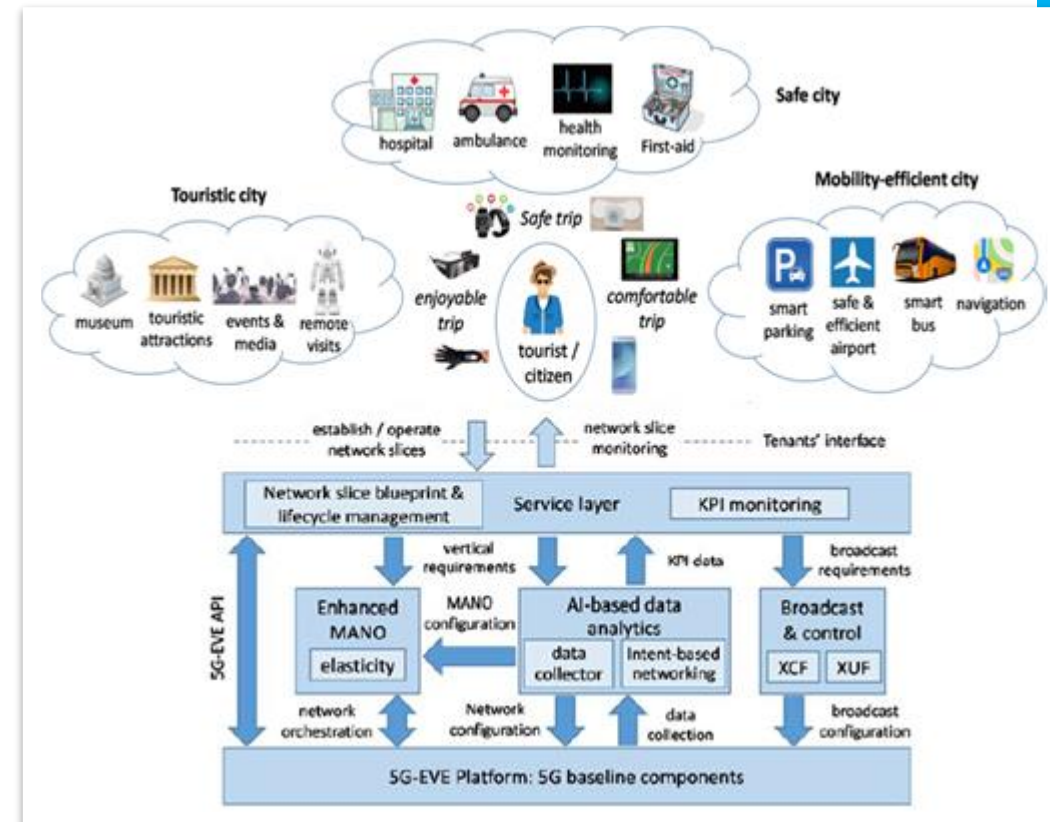 Safe city
hospital
ambulance
health
monitoring
First-aid
Touristic city
museum
touristic
attractions
events &
media
remote
visits
Safe trip
enjoyable
trip
comfortable
trip
tourist /
citizen
Mobility-efficient city
P
smart
parking
safe &
efficient
airport
smart
bus
navigation
establish / operate
network slices
network slice
monitoring
Tenants' interface
Network slice blueprint &
lifecycle management
Service layer
KPI monitoring
vertical
requirements
KPI data
broadcast
requirements
5G-EVE API
Enhanced
MANO
elasticity
MANO
configuration
AI-based data
analytics
data
collector
Intent-based
networking
Broadcast
& control
XCF
XUF
network
orchestration
Network
configuration
data
collection
broadcast
configuration
5G-EVE Platform: 5G baseline components